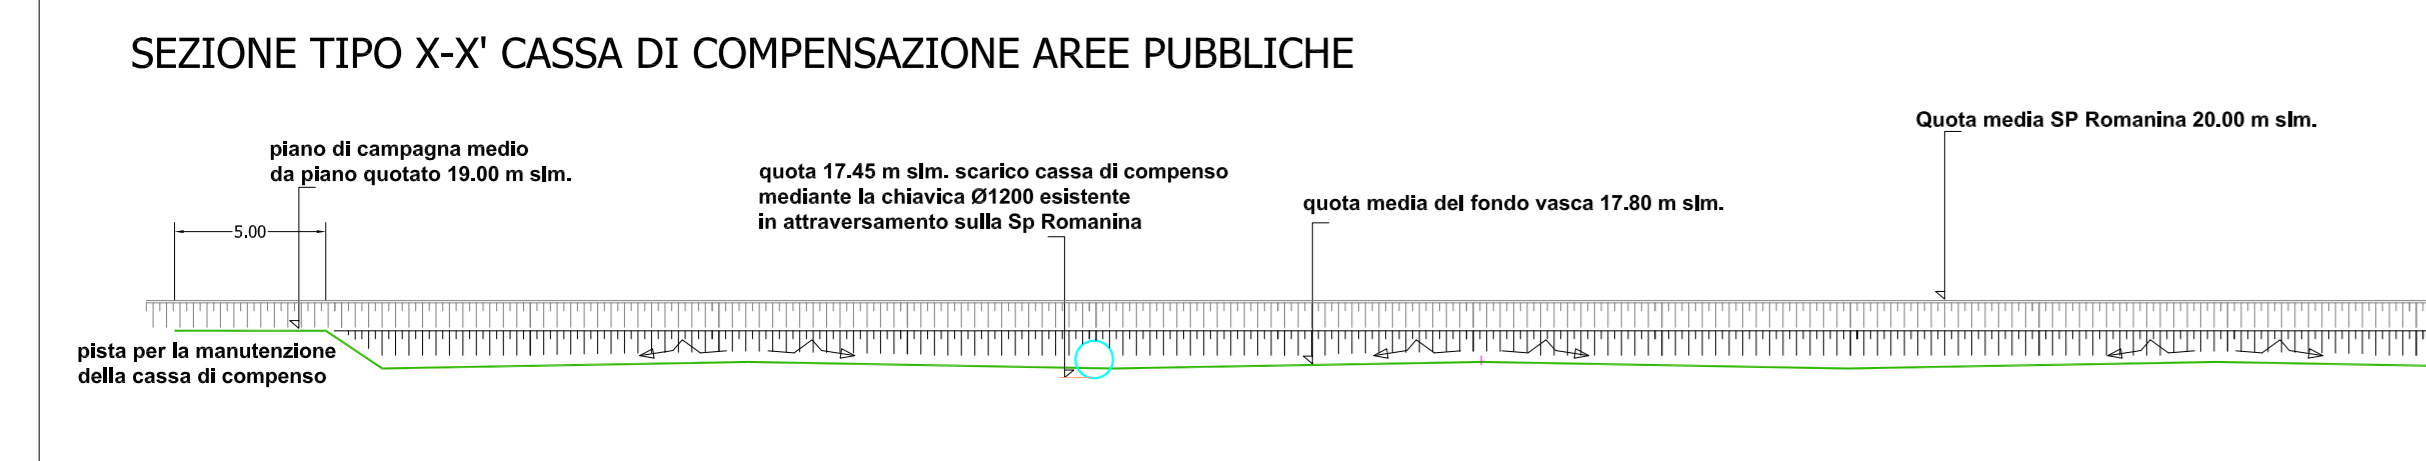 SEZIONE TIPO X-X' CASSA DI COMPENSAZIONE AREE PUBBLICHE
Quota media SP Romanina 20.00 m slm.
piano di campagna medio
da piano quotato 19.00 m slm.
quota 17.45 m slm. scarico cassa di compenso
mediante la chiavica Ø1200 esistente
in attraversamento sulla Sp Romanina
quota media del fondo vasca 17.80 m slm.
5.00
pista per la manutenzione
della cassa di compenso